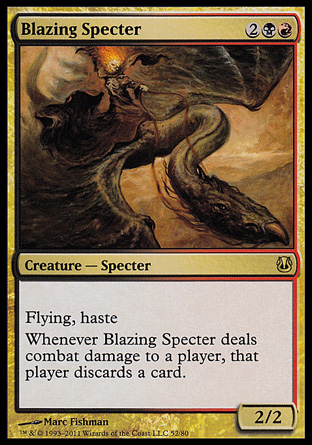 Blazing Specter 2
Creature — Specter
Flying, haste
Whenever Blazing Specter deals
combat damage to a player, that
player discards a card.
Marc Fishman
™ & © 1993–2011 Wizards of the Coast LLC 52/80
2/2